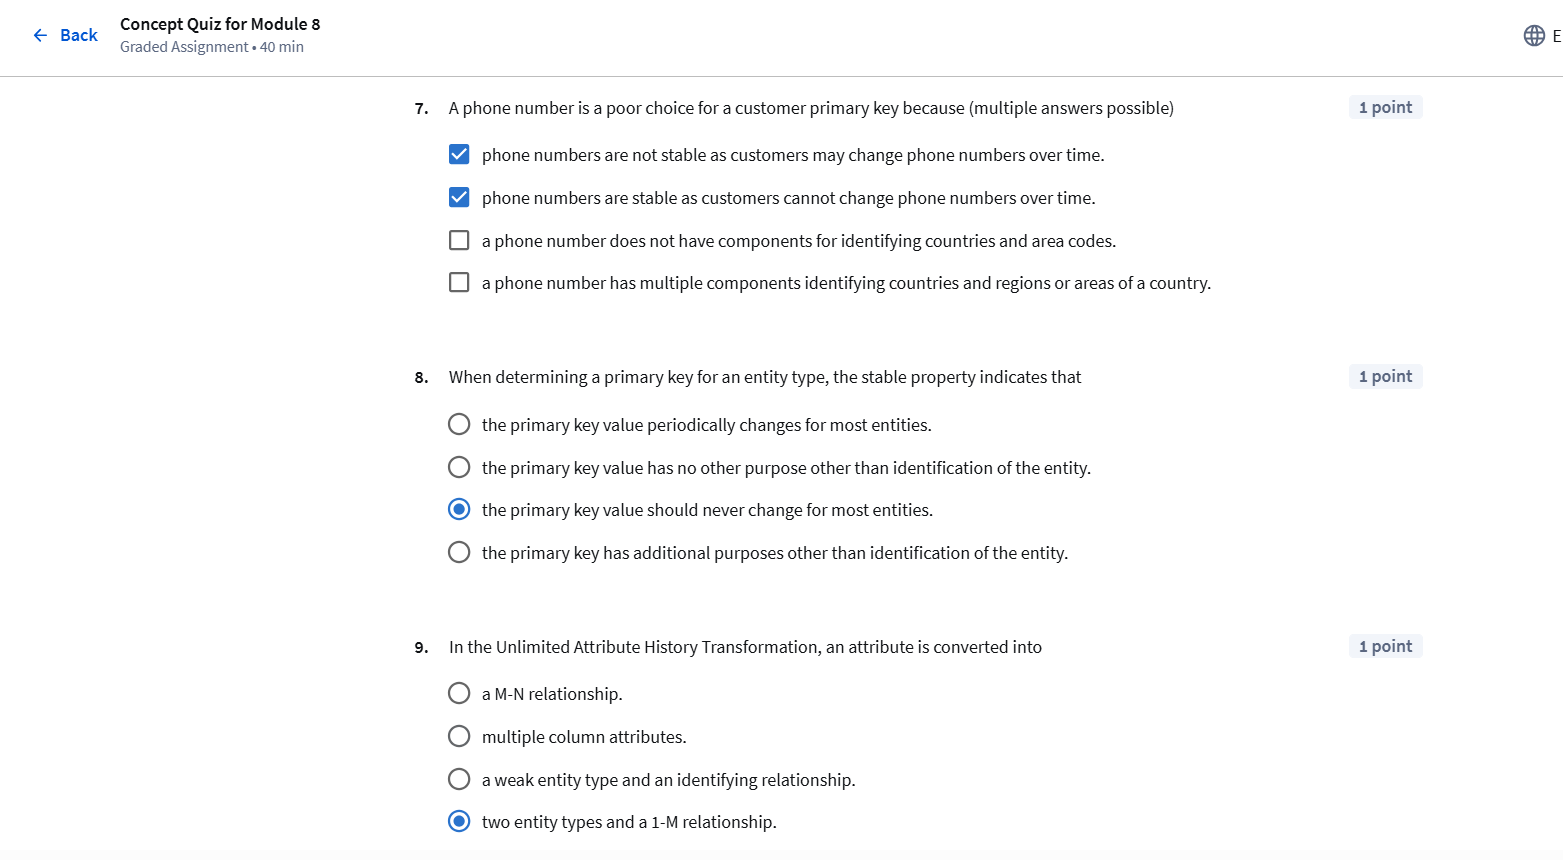 Back
Concept Quiz for Module 8
Graded Assignment • 40 min
E
7. A phone number is a poor choice for a customer primary key because (multiple answers possible)
1 point
phone numbers are not stable as customers may change phone numbers over time.
phone numbers are stable as customers cannot change phone numbers over time.
a phone number does not have components for identifying countries and area codes.
a phone number has multiple components identifying countries and regions or areas of a country.
8. When determining a primary key for an entity type, the stable property indicates that
1 point
the primary key value periodically changes for most entities.
the primary key value has no other purpose other than identification of the entity.
the primary key value should never change for most entities.
the primary key has additional purposes other than identification of the entity.
9. In the Unlimited Attribute History Transformation, an attribute is converted into
1 point
a M-N relationship.
multiple column attributes.
a weak entity type and an identifying relationship.
two entity types and a 1-M relationship.